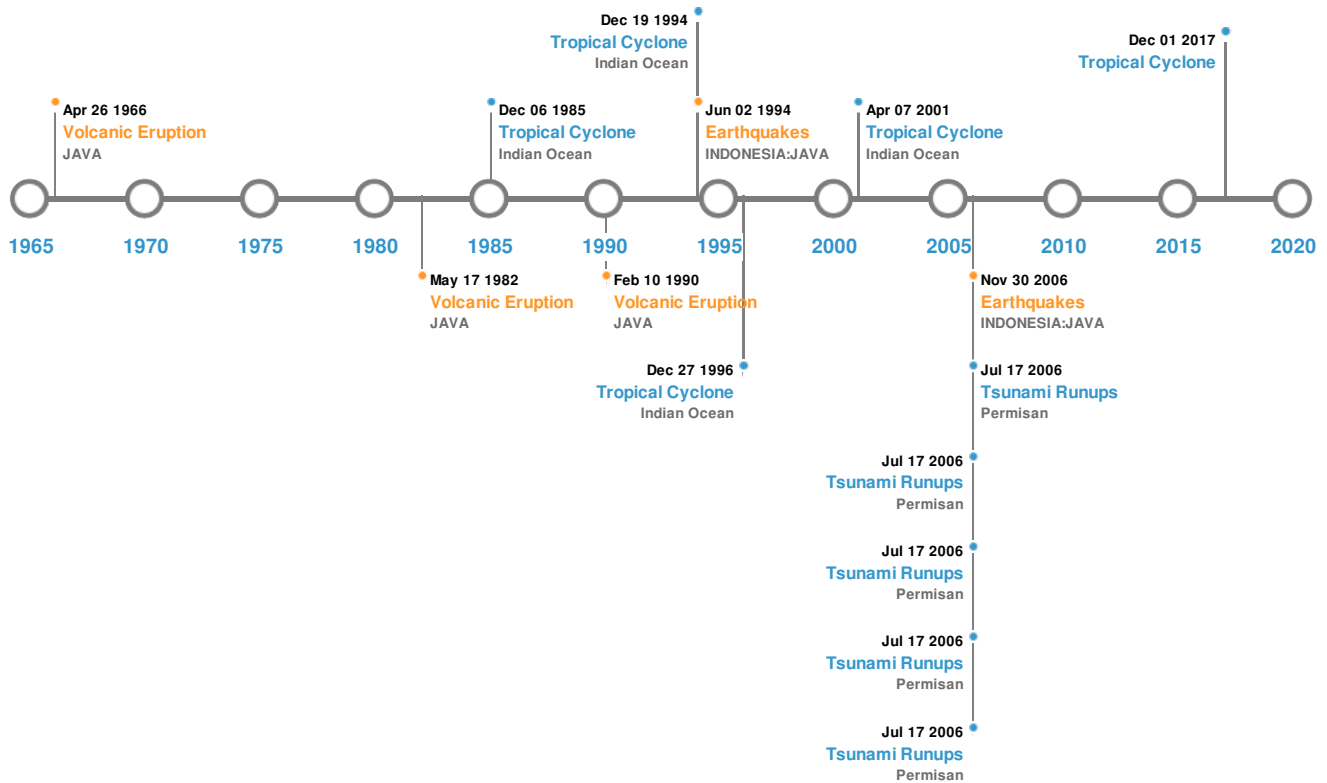 Dec 19 1994
Tropical Cyclone
Indian Ocean
Dec 01 2017
Tropical Cyclone
Apr 26 1966
Volcanic Eruption
JAVA
Dec 06 1985
Tropical Cyclone
Indian Ocean
Jun 02 1994
Earthquakes
INDONESIA:JAVA
Apr 07 2001
Tropical Cyclone
Indian Ocean
1965 1970 1975 1980 1985 1990 1995 2000 2005 2010 2015 2020
May 17 1982
Volcanic Eruption
JAVA
Feb 10 1990
Volcanic Eruption
JAVA
Nov 30 2006
Earthquakes
INDONESIA:JAVA
Dec 27 1996
Tropical Cyclone
Indian Ocean
Jul 17 2006
Tsunami Runups
Permisan
Jul 17 2006
Tsunami Runups
Permisan
Jul 17 2006
Tsunami Runups
Permisan
Jul 17 2006
Tsunami Runups
Permisan
Jul 17 2006
Tsunami Runups
Permisan